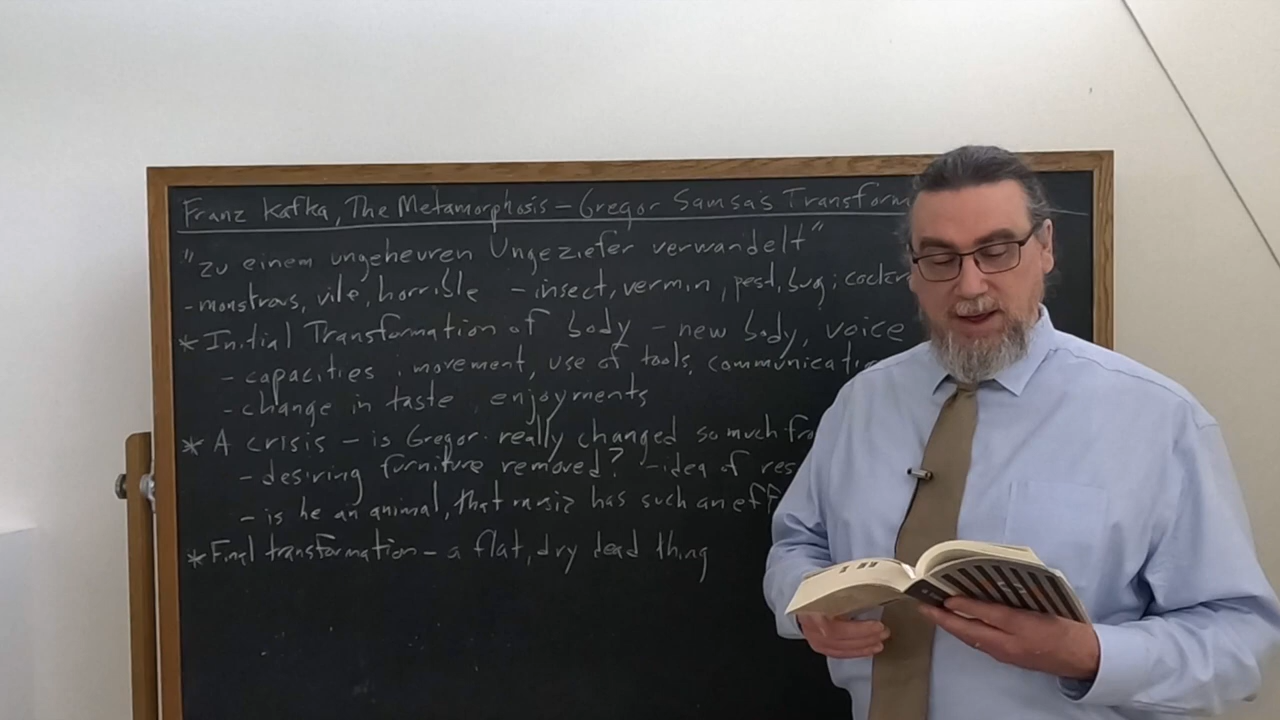 Franz Kafka, The Metamorphosis – Gregor Samsa's Transform
"zu einem ungeheuren Ungeziefer verwandelt"
- monstrous, vile, horrible - insect, vermin, pest, bug; cockr
* Initial Transformation of body - new body, voice
- capacities: movement, use of tools, communicatio
- change in taste, enjoyments
* A crisis - is Gregor really changed so much fro
- desiring furniture removed? - idea of res
- is he an animal, that music has such an eff
* Final transformation - a flat, dry dead thing